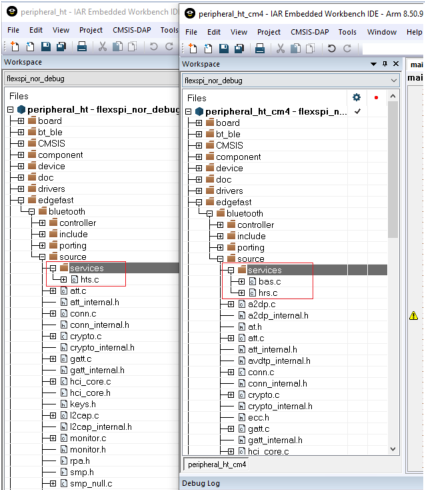 peripheral_ht - IAR Embedded Workbench ID
File Edit View Project CMSIS-DAP Tools
Workspace
flexspi_nor_debug
Files
peripheral_ht - flexspi_nor_debug
board
bt_ble
CMSIS
component
device
doc
drivers
edgefast
bluetooth
controller
include
porting
source
services
hts.c
att.c
att_internal.h
conn.c
conn_internal.h
crypto.c
crypto_internal.h
gatt.c
gatt_internal.h
hci_core.c
hci_core.h
keys.h
l2cap.c
l2cap_internal.h
monitor.c
monitor.h
rpa.h
smp.h
smp_null.c
peripheral_ht_cm4 - IAR Embedded Workbench IDE - Arm 8.50.9
File Edit View Project CMSIS-DAP Tools Window Help
Workspace
mai
flexspi_nor_debug
mai
Files
peripheral_ht_cm4 - flexspi_n...
board
bt_ble
CMSIS
component
device
doc
drivers
edgefast
bluetooth
controller
include
porting
source
services
bas.c
hrs.c
a2dp.c
a2dp_internal.h
at.h
att.c
att_internal.h
avdtp_internal.h
conn.c
conn_internal.h
crypto.c
crypto_internal.h
ecc.h
gatt.c
gatt_internal.h
hci_core.c
peripheral_ht_cm4
Debug Log